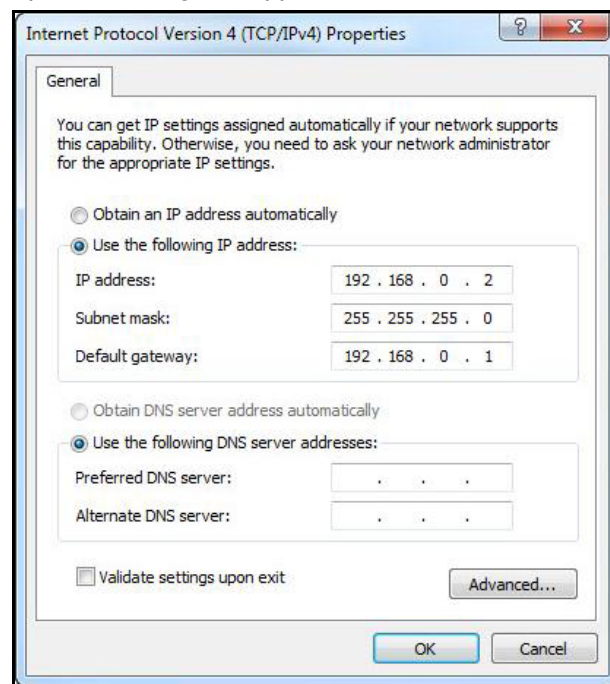 Internet Protocol Version 4 (TCP/IPv4) Properties
General
You can get IP settings assigned automatically if your network supports
this capability. Otherwise, you need to ask your network administrator
for the appropriate IP settings.
Obtain an IP address automatically
Use the following IP address:
IP address: 192 . 168 . 0 . 2
Subnet mask: 255 . 255 . 255 . 0
Default gateway: 192 . 168 . 0 . 1
Obtain DNS server address automatically
Use the following DNS server addresses:
Preferred DNS server: . . .
Alternate DNS server: . . .
Validate settings upon exit
Advanced...
OK Cancel